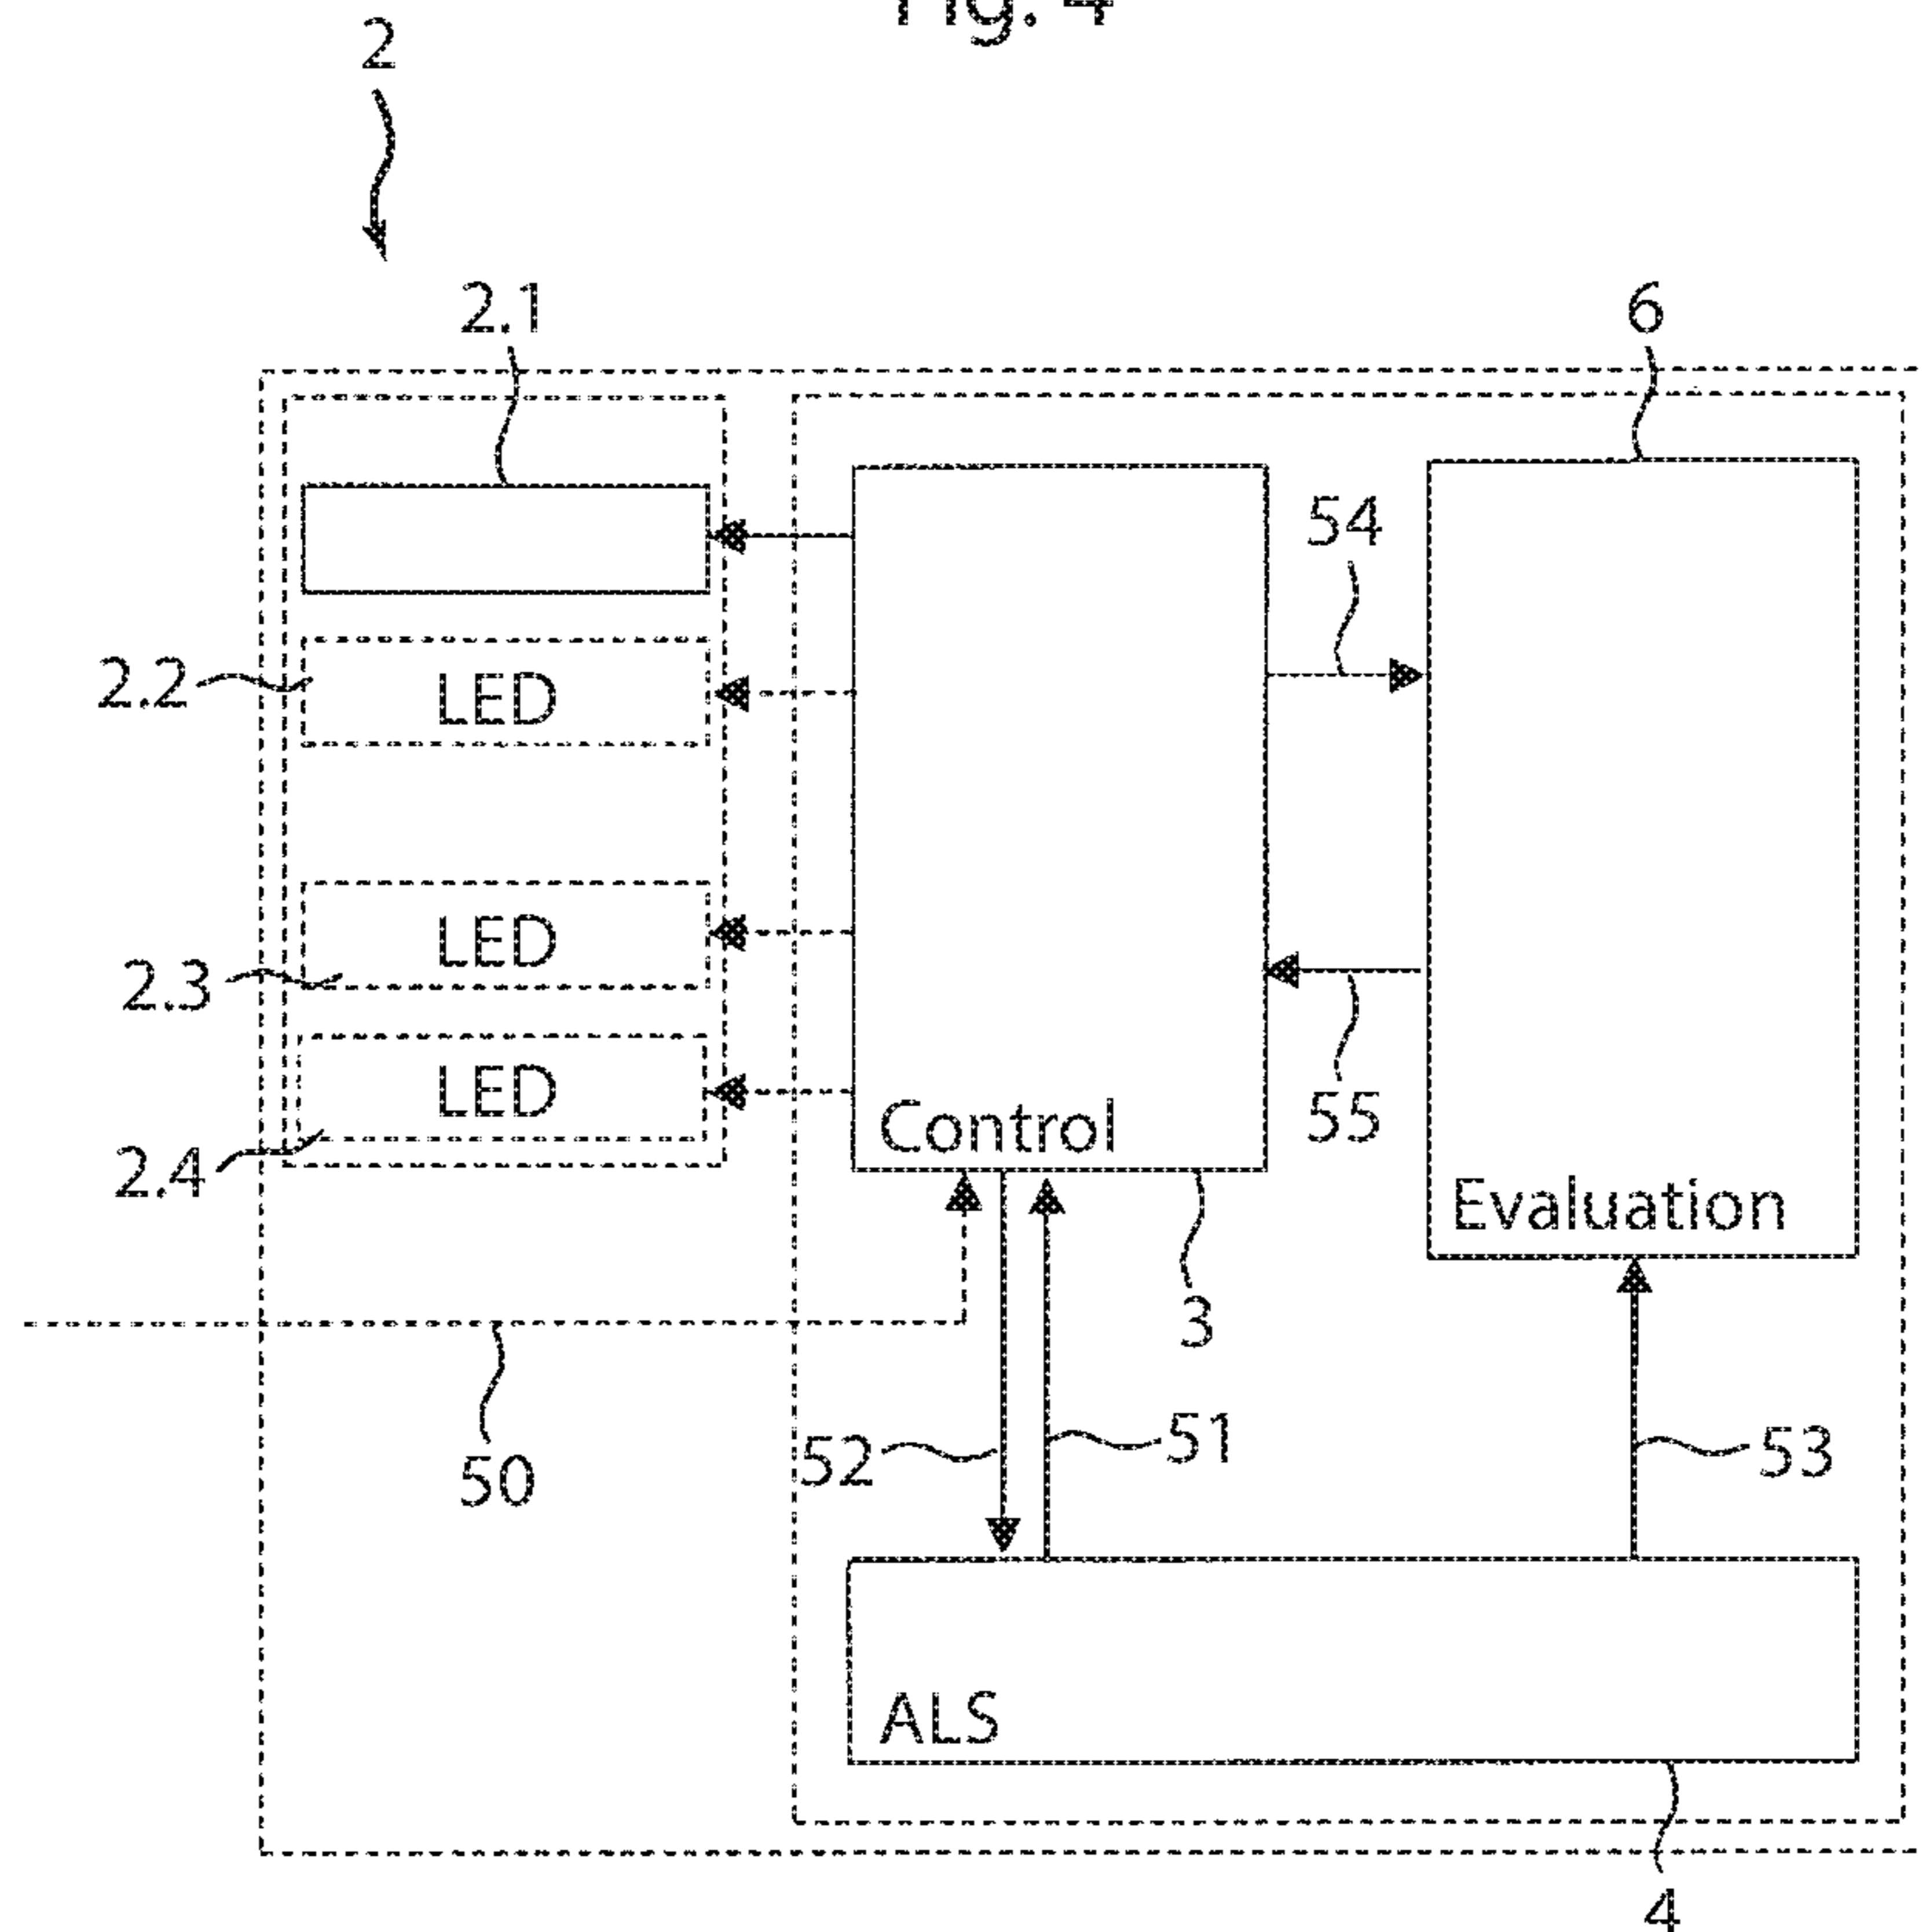 Fig. 4
2
2.1
6
54
2.2
LED
LED
2.3
LED
2.4
Control
55
Evaluation
3
52
51
53
50
ALS
4